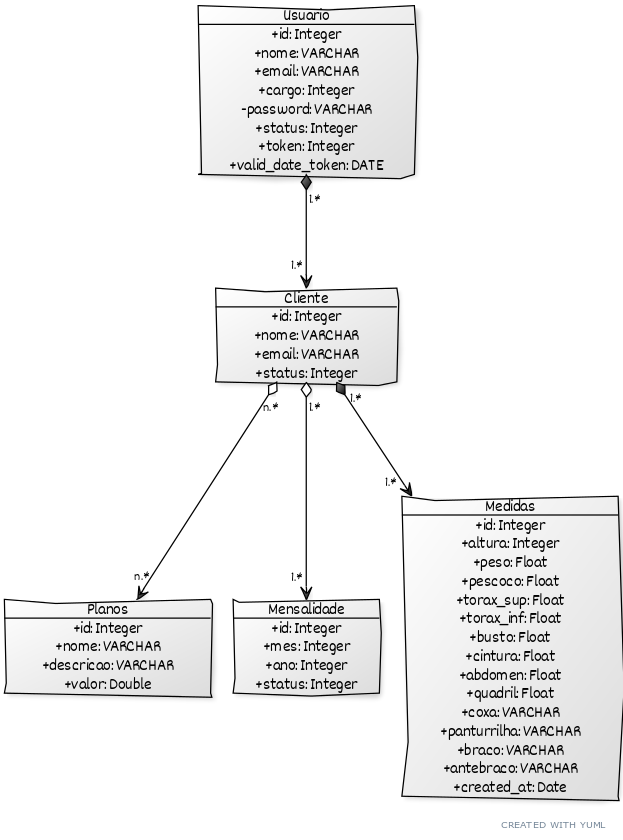 Usuario
+id: Integer
+nome: VARCHAR
+email: VARCHAR
+cargo: Integer
-password: VARCHAR
+status: Integer
+token: Integer
+valid_date_token: DATE
1.*
1.*
Cliente
+id: Integer
+nome: VARCHAR
+email: VARCHAR
+status: Integer
n.*
1.*
1.*
n.*
1.*
1.*
Planos
+id: Integer
+nome: VARCHAR
+descricao: VARCHAR
+valor: Double
Mensalidade
+id: Integer
+mes: Integer
+ano: Integer
+status: Integer
Medidas
+id: Integer
+altura: Integer
+peso: Float
+pescoco: Float
+torax_sup: Float
+torax_inf: Float
+busto: Float
+cintura: Float
+abdomen: Float
+quadril: Float
+coxa: VARCHAR
+panturrilha: VARCHAR
+braco: VARCHAR
+antebraco: VARCHAR
+created_at: Date
CREATED WITH YUML